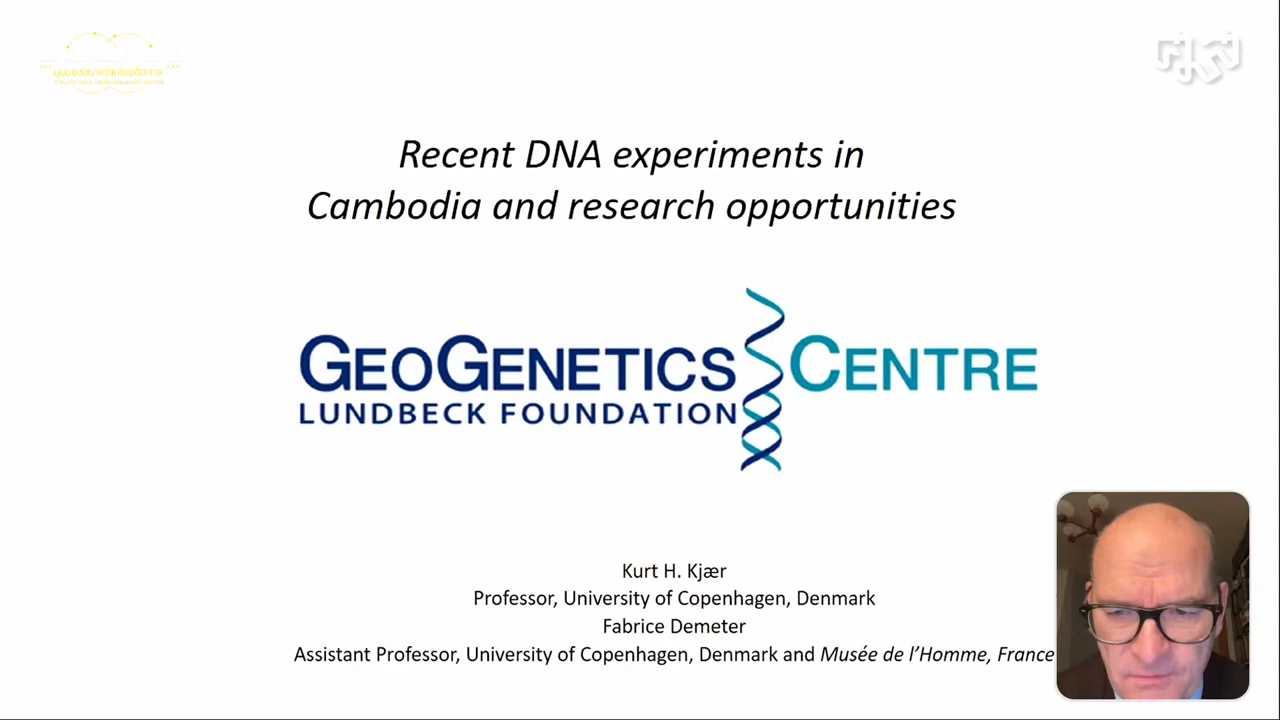 Recent DNA experiments in
Cambodia and research opportunities
GEOGENETICS CENTRE
LUNDBECK FOUNDATION
Kurt H. Kjær
Professor, University of Copenhagen, Denmark
Fabrice Demeter
Assistant Professor, University of Copenhagen, Denmark and Musée de l'Homme, France